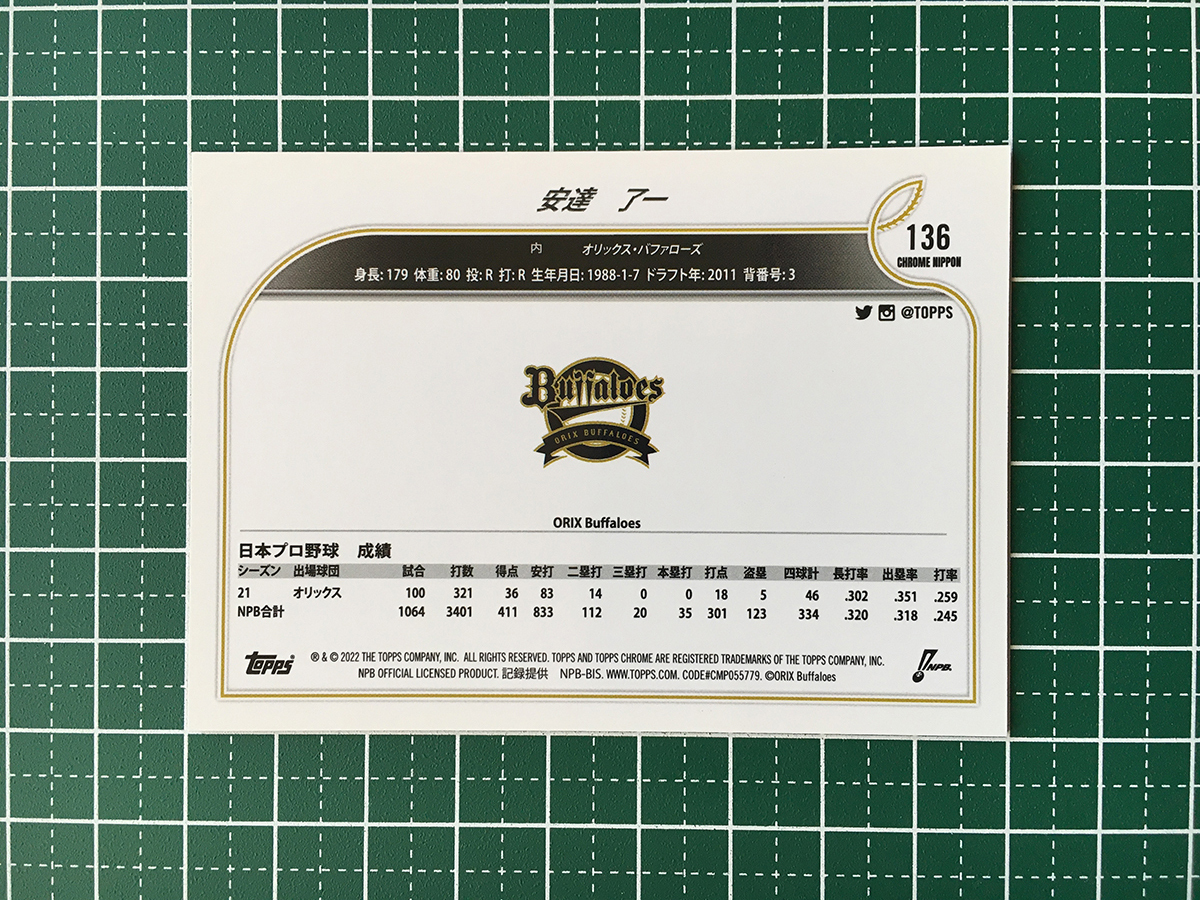 安達 了一
136
CHROME NIPPON
内 オリックス・バファローズ
身長: 179 体重: 80 投: R 打: R 生年月日: 1988-1-7 ドラフト年: 2011 背番号: 3
@TOPPS
Buffaloes
ORIX BUFFALOES
ORIX Buffaloes
日本プロ野球 成績
シーズン 出場球団 試合 打数 得点 安打 二塁打 三塁打 本塁打 打点 盗塁 四球計 長打率 出塁率 打率
21 オリックス 100 321 36 83 14 0 0 18 5 46 .302 .351 .259
NPB合計 1064 3401 411 833 112 20 35 301 123 334 .320 .318 .245
Topps
® & © 2022 THE TOPPS COMPANY, INC. ALL RIGHTS RESERVED. TOPPS AND TOPPS CHROME ARE REGISTERED TRADEMARKS OF THE TOPPS COMPANY, INC.
NPB OFFICIAL LICENSED PRODUCT. 記録提供 NPB-BIS. WWW.TOPPS.COM. CODE#CMP055779. ©ORIX Buffaloes
NPB